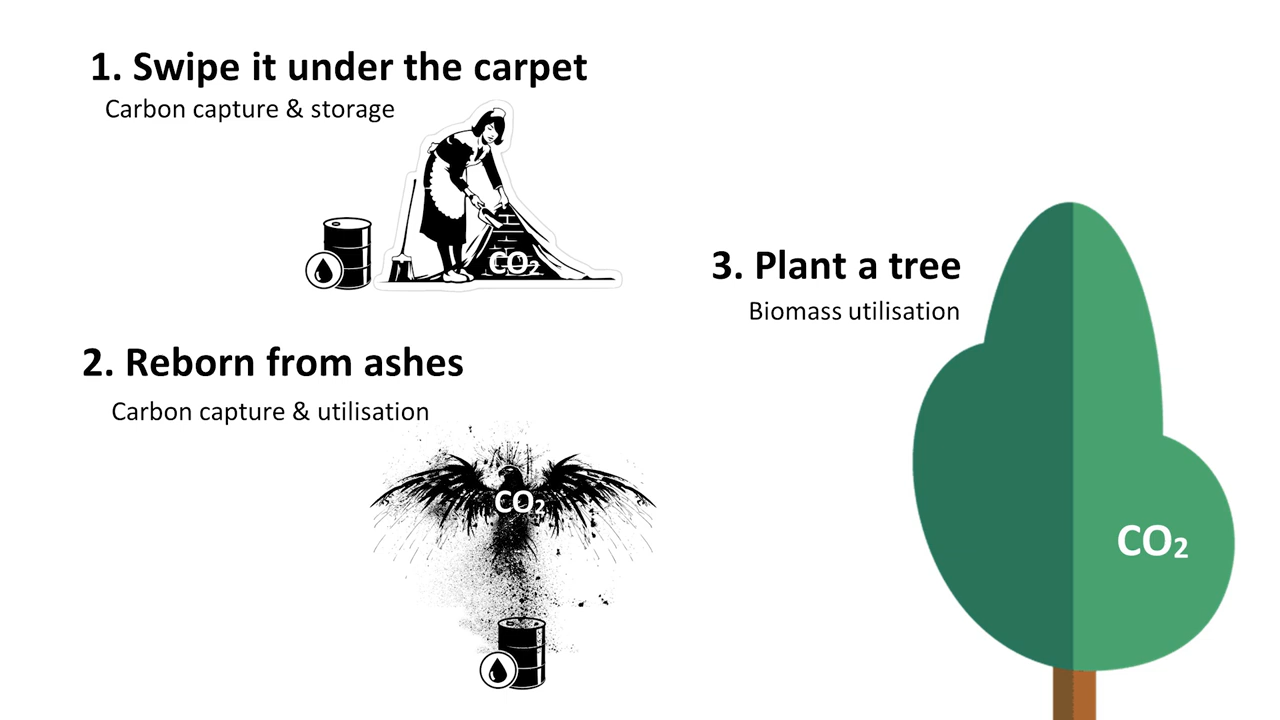 1. Swipe it under the carpet
Carbon capture & storage
CO₂
2. Reborn from ashes
Carbon capture & utilisation
CO₂
3. Plant a tree
Biomass utilisation
CO₂